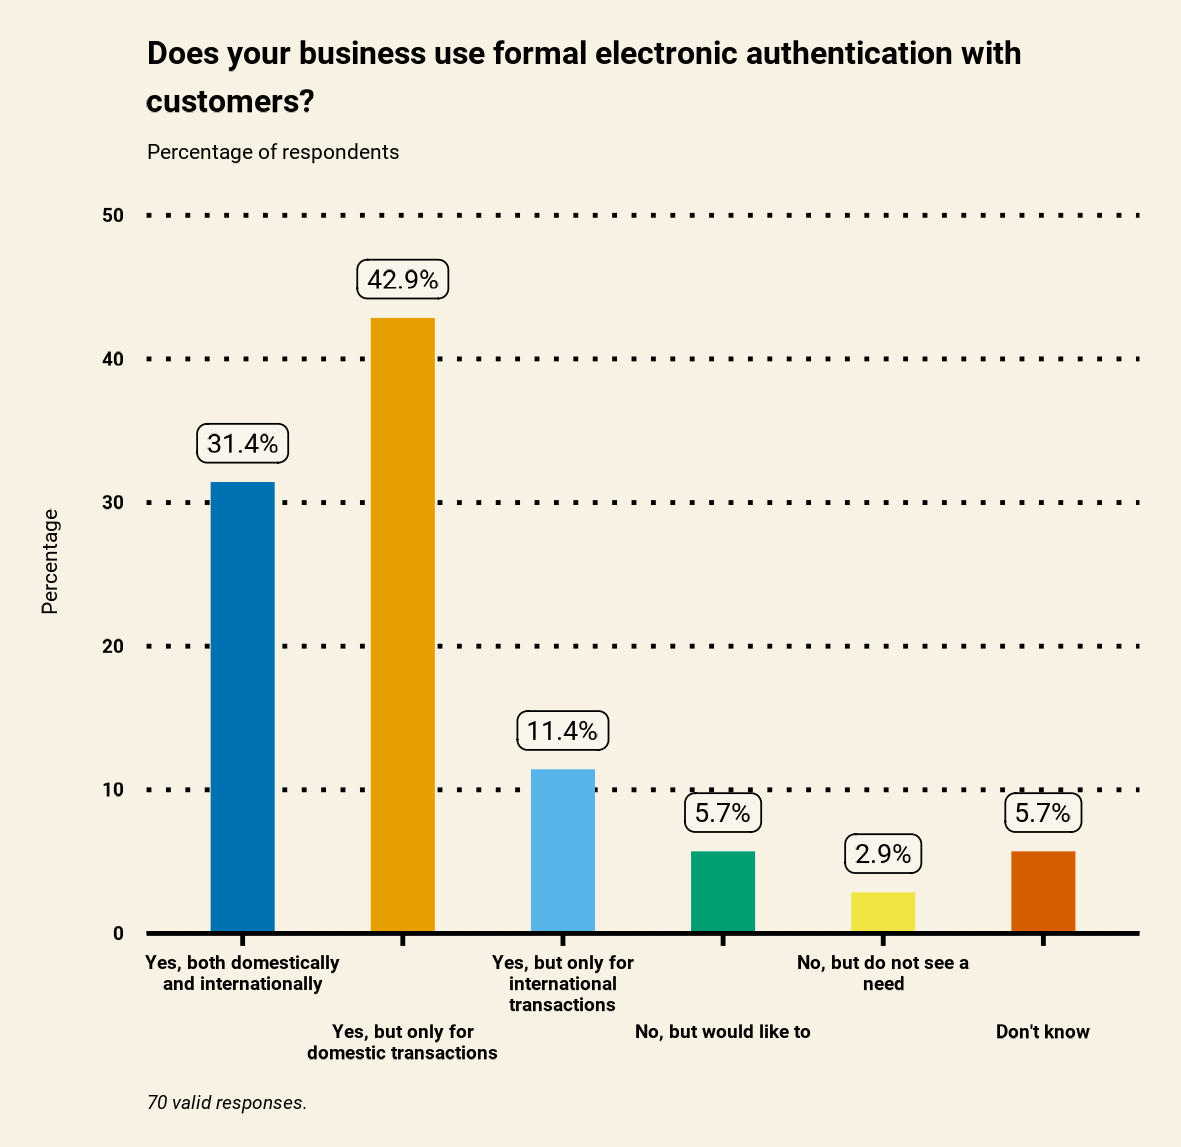 Does your business use formal electronic authentication with
customers?
Percentage of respondents
Percentage
50
40
30
20
10
0
31.4%
42.9%
11.4%
5.7%
2.9%
5.7%
Yes, both domestically
and internationally
Yes, but only for
domestic transactions
Yes, but only for
international
transactions
No, but would like to
No, but do not see a
need
Don't know
70 valid responses.